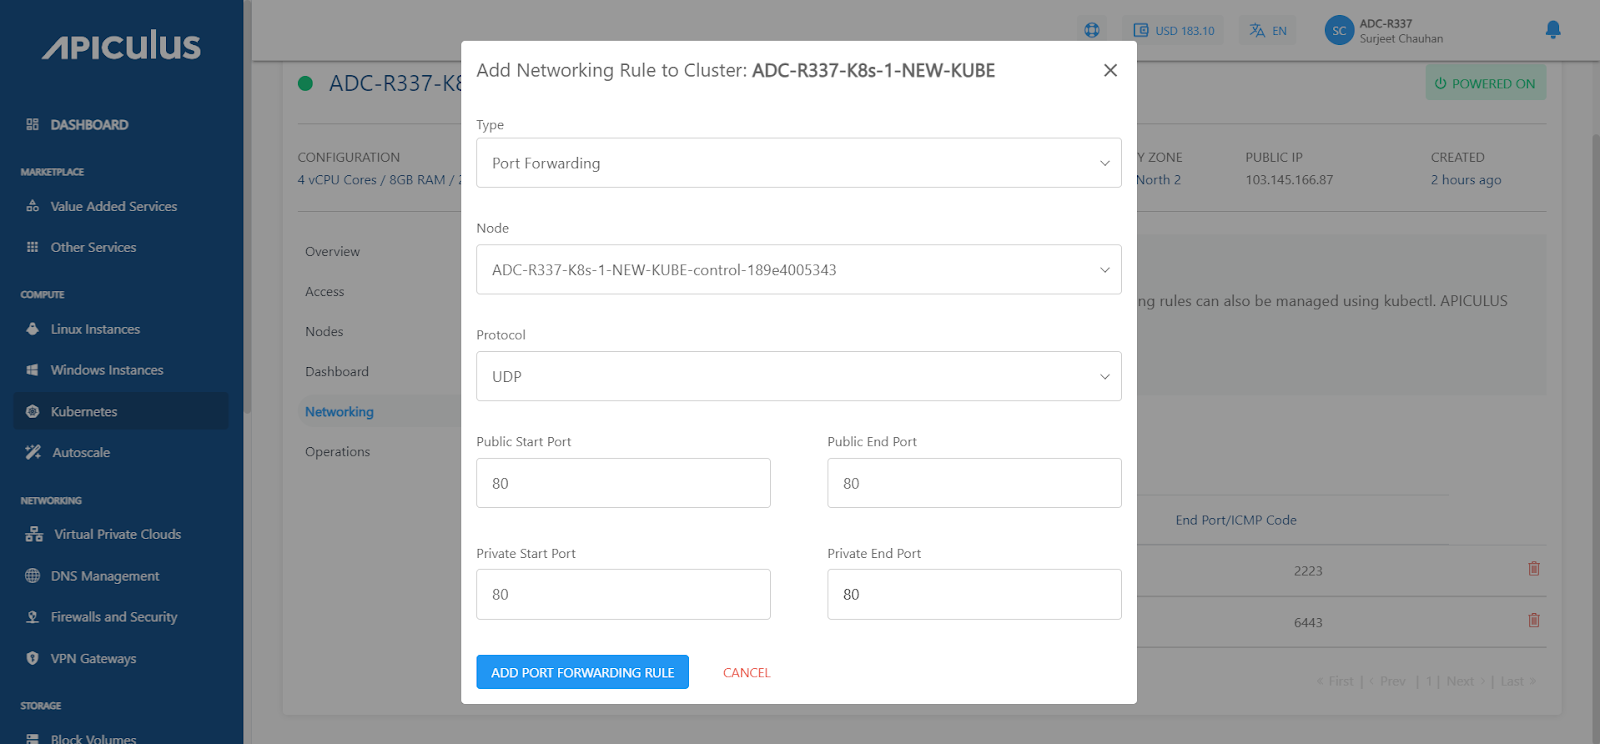 APICULUS
DASHBOARD
MARKETPLACE
Value Added Services
Other Services
COMPUTE
Linux Instances
Windows Instances
Kubernetes
Autoscale
NETWORKING
Virtual Private Clouds
DNS Management
Firewalls and Security
VPN Gateways
STORAGE
Block Volumes
USD 183.10
EN
SC
ADC-R337
Surjeet Chauhan
ADC-R337-K8
POWERED ON
CONFIGURATION
4 vCPU Cores / 8GB RAM /
Y ZONE
North 2
PUBLIC IP
103.145.166.87
CREATED
2 hours ago
Overview
Access
Nodes
Dashboard
Networking
Operations
ng rules can also be managed using kubectl. APICULUS
End Port/ICMP Code
2223
6443
« First | ‹ Prev | 1 | Next › | Last »
Add Networking Rule to Cluster: ADC-R337-K8s-1-NEW-KUBE
Type
Port Forwarding
Node
ADC-R337-K8s-1-NEW-KUBE-control-189e4005343
Protocol
UDP
Public Start Port
Public End Port
80
80
Private Start Port
Private End Port
80
80
ADD PORT FORWARDING RULE
CANCEL